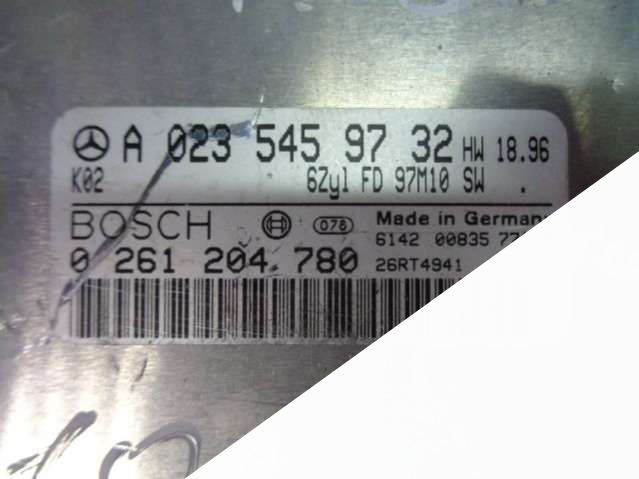 A 023 545 97 32 HW 18.96
K02 6Zyl FD 97M10 SW .
BOSCH 078 Made in Germany
6142 00835
0 261 204 780 26RT4941